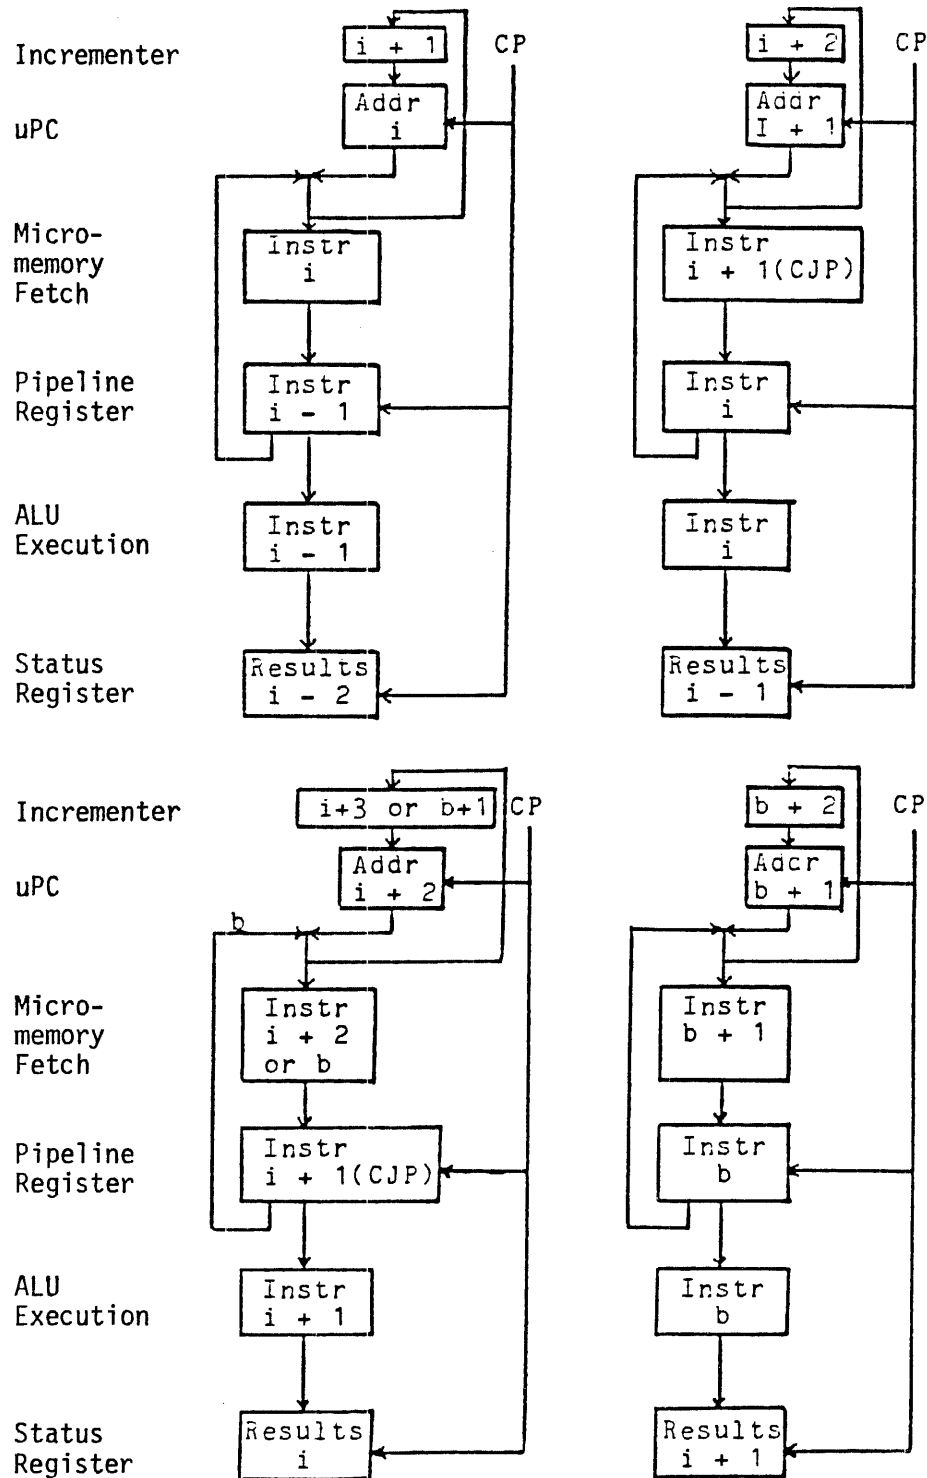 Incrementer
i + 1
CP
i + 2
CP
uPC
Addr
i
Addr
I + 1
Micro-
memory
Fetch
Instr
i
Instr
i + 1(CJP)
Pipeline
Register
Instr
i - 1
Instr
i
ALU
Execution
Instr
i - 1
Instr
i
Status
Register
Results
i - 2
Results
i - 1
Incrementer
i+3 or b+1
CP
b + 2
CP
uPC
Addr
i + 2
Addr
b + 1
b
Micro-
memory
Fetch
Instr
i + 2
or b
Instr
b + 1
Pipeline
Register
Instr
i + 1(CJP)
Instr
b
ALU
Execution
Instr
i + 1
Instr
b
Status
Register
Results
i
Results
i + 1